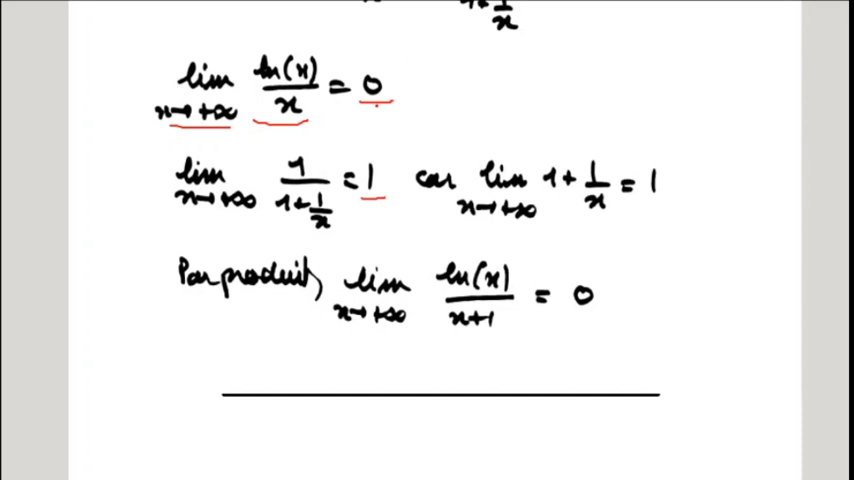 lim x→+∞ ln(x)/x = 0
lim x→+∞ 1/(1+1/x) = 1 car lim x→+∞ 1+1/x = 1
Par produit, lim x→+∞ ln(x)/(x+1) = 0